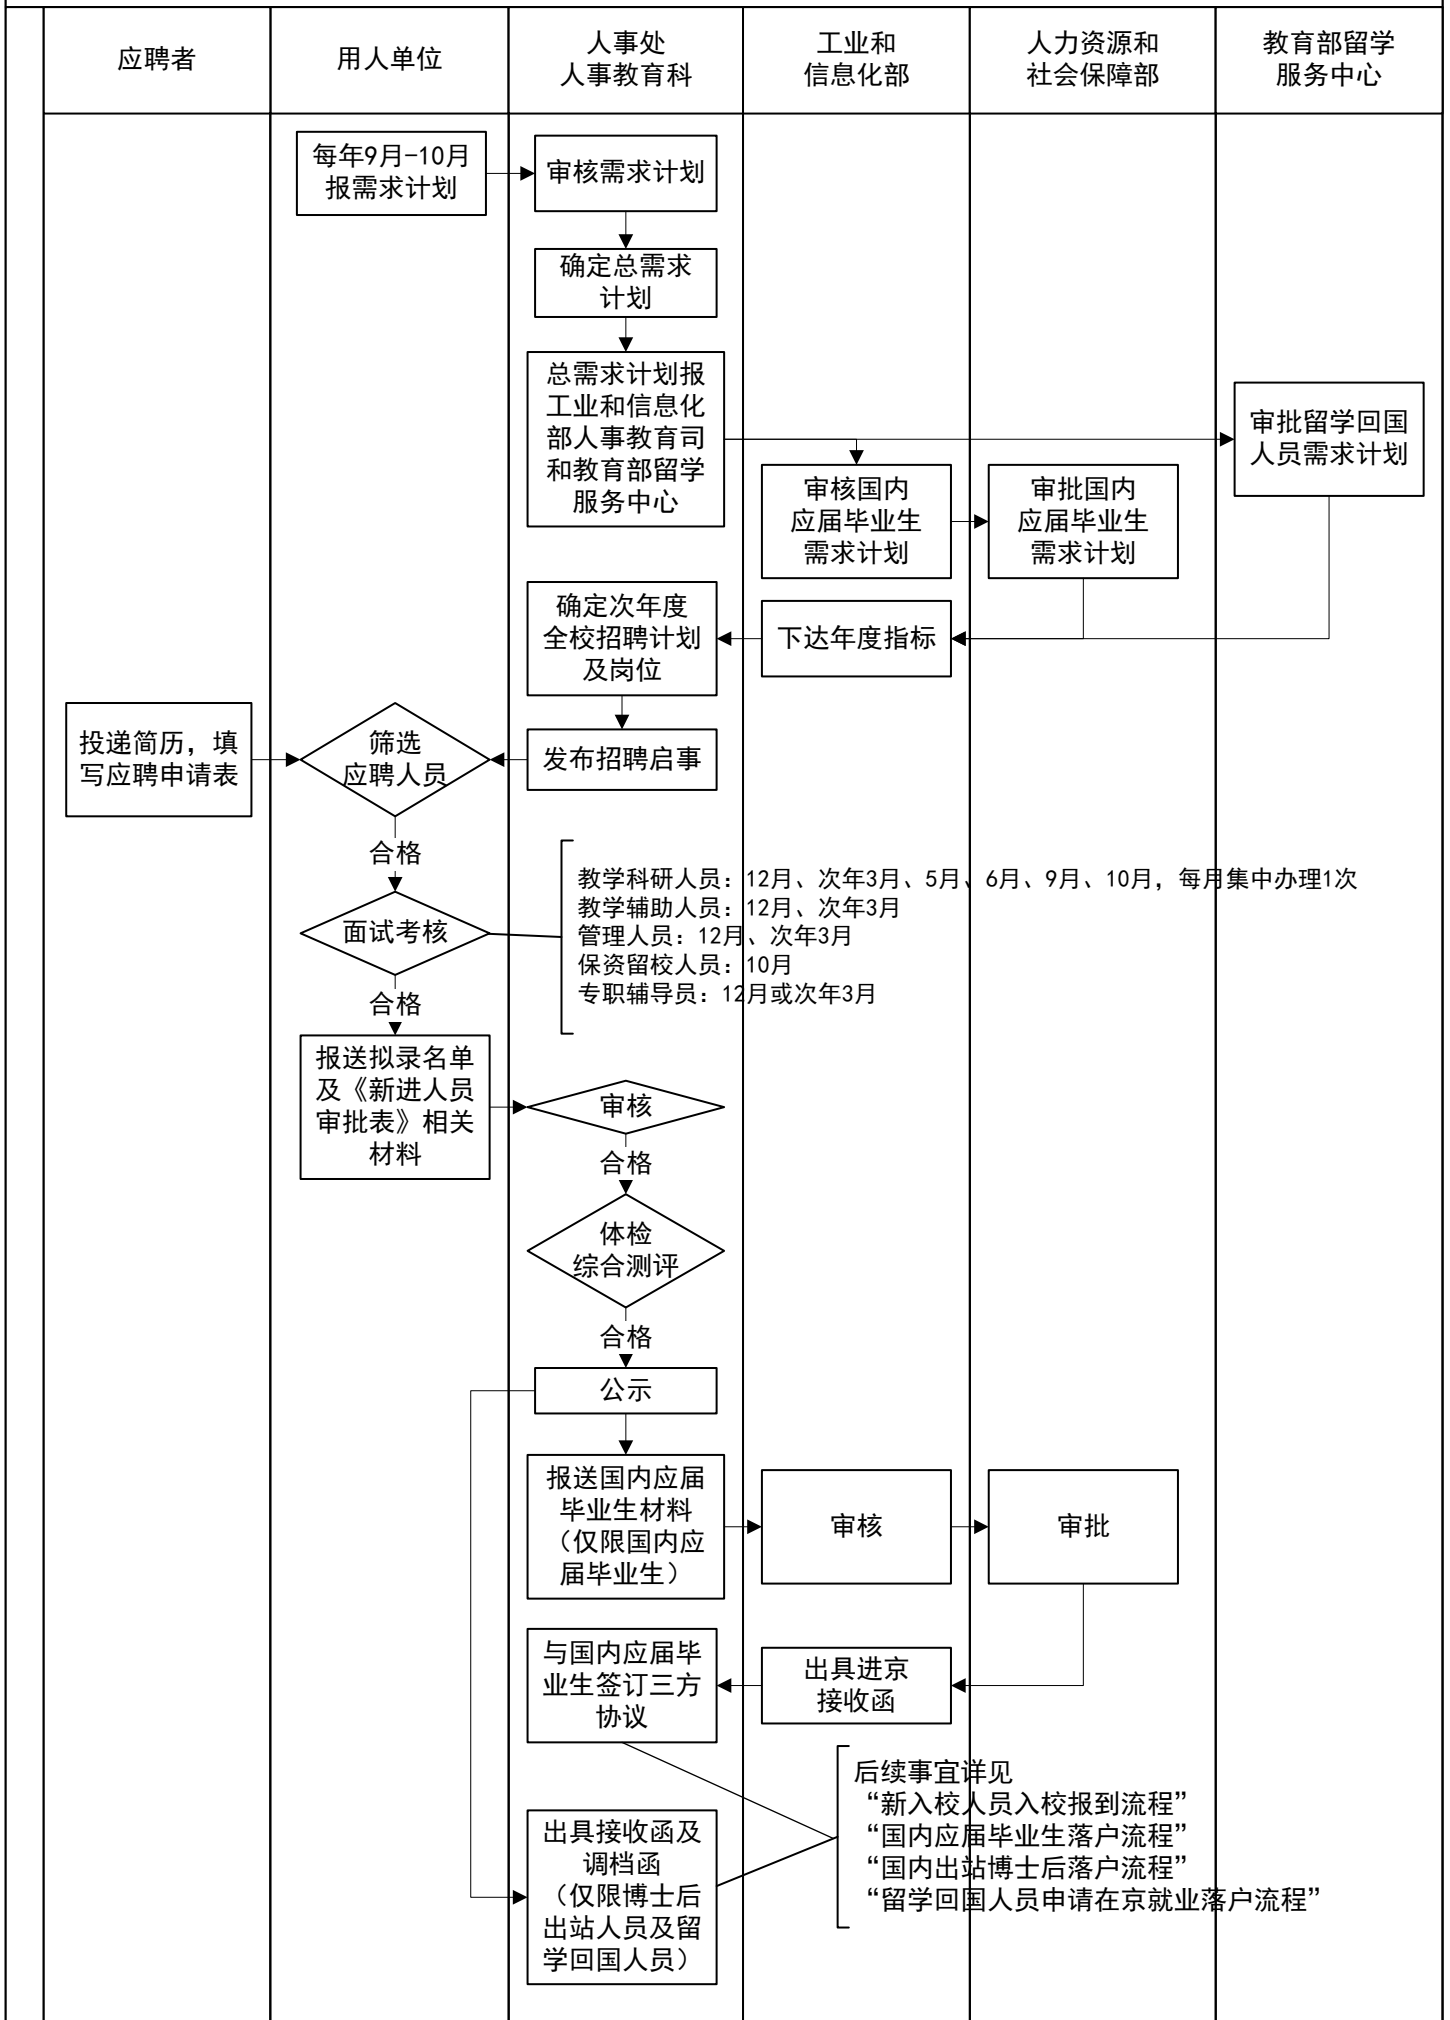 应聘者
用人单位
人事处
人事教育科
工业和
信息化部
人力资源和
社会保障部
教育部留学
服务中心
每年9月-10月
报需求计划
审核需求计划
确定总需求
计划
总需求计划报
工业和信息化
部人事教育司
和教育部留学
服务中心
审核国内
应届毕业生
需求计划
审批国内
应届毕业生
需求计划
审批留学回国
人员需求计划
确定次年度
全校招聘计划
及岗位
下达年度指标
投递简历，填
写应聘申请表
筛选
应聘人员
发布招聘启事
合格
面试考核
教学科研人员：12月、次年3月、5月、6月、9月、10月，每月集中办理1次
教学辅助人员：12月、次年3月
管理人员：12月、次年3月
保资留校人员：10月
专职辅导员：12月或次年3月
合格
报送拟录名单
及《新进人员
审批表》相关
材料
审核
合格
体检
综合测评
合格
公示
报送国内应届
毕业生材料
（仅限国内应
届毕业生）
审核
审批
与国内应届毕
业生签订三方
协议
出具进京
接收函
出具接收函及
调档函
（仅限博士后
出站人员及留
学回国人员）
后续事宜详见
“新入校人员入校报到流程”
“国内应届毕业生落户流程”
“国内出站博士后落户流程”
“留学回国人员申请在京就业落户流程”